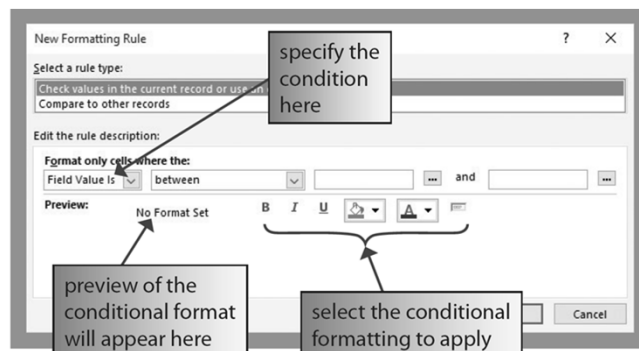 New Formatting Rule ? X
specify the
condition
here
Select a rule type:
Check values in the current record or use an
Compare to other records
Edit the rule description:
Format only cells where the:
Field Value Is between ... and ...
Preview: No Format Set B I U A
preview of the
conditional format
will appear here
select the conditional
formatting to apply
Cancel